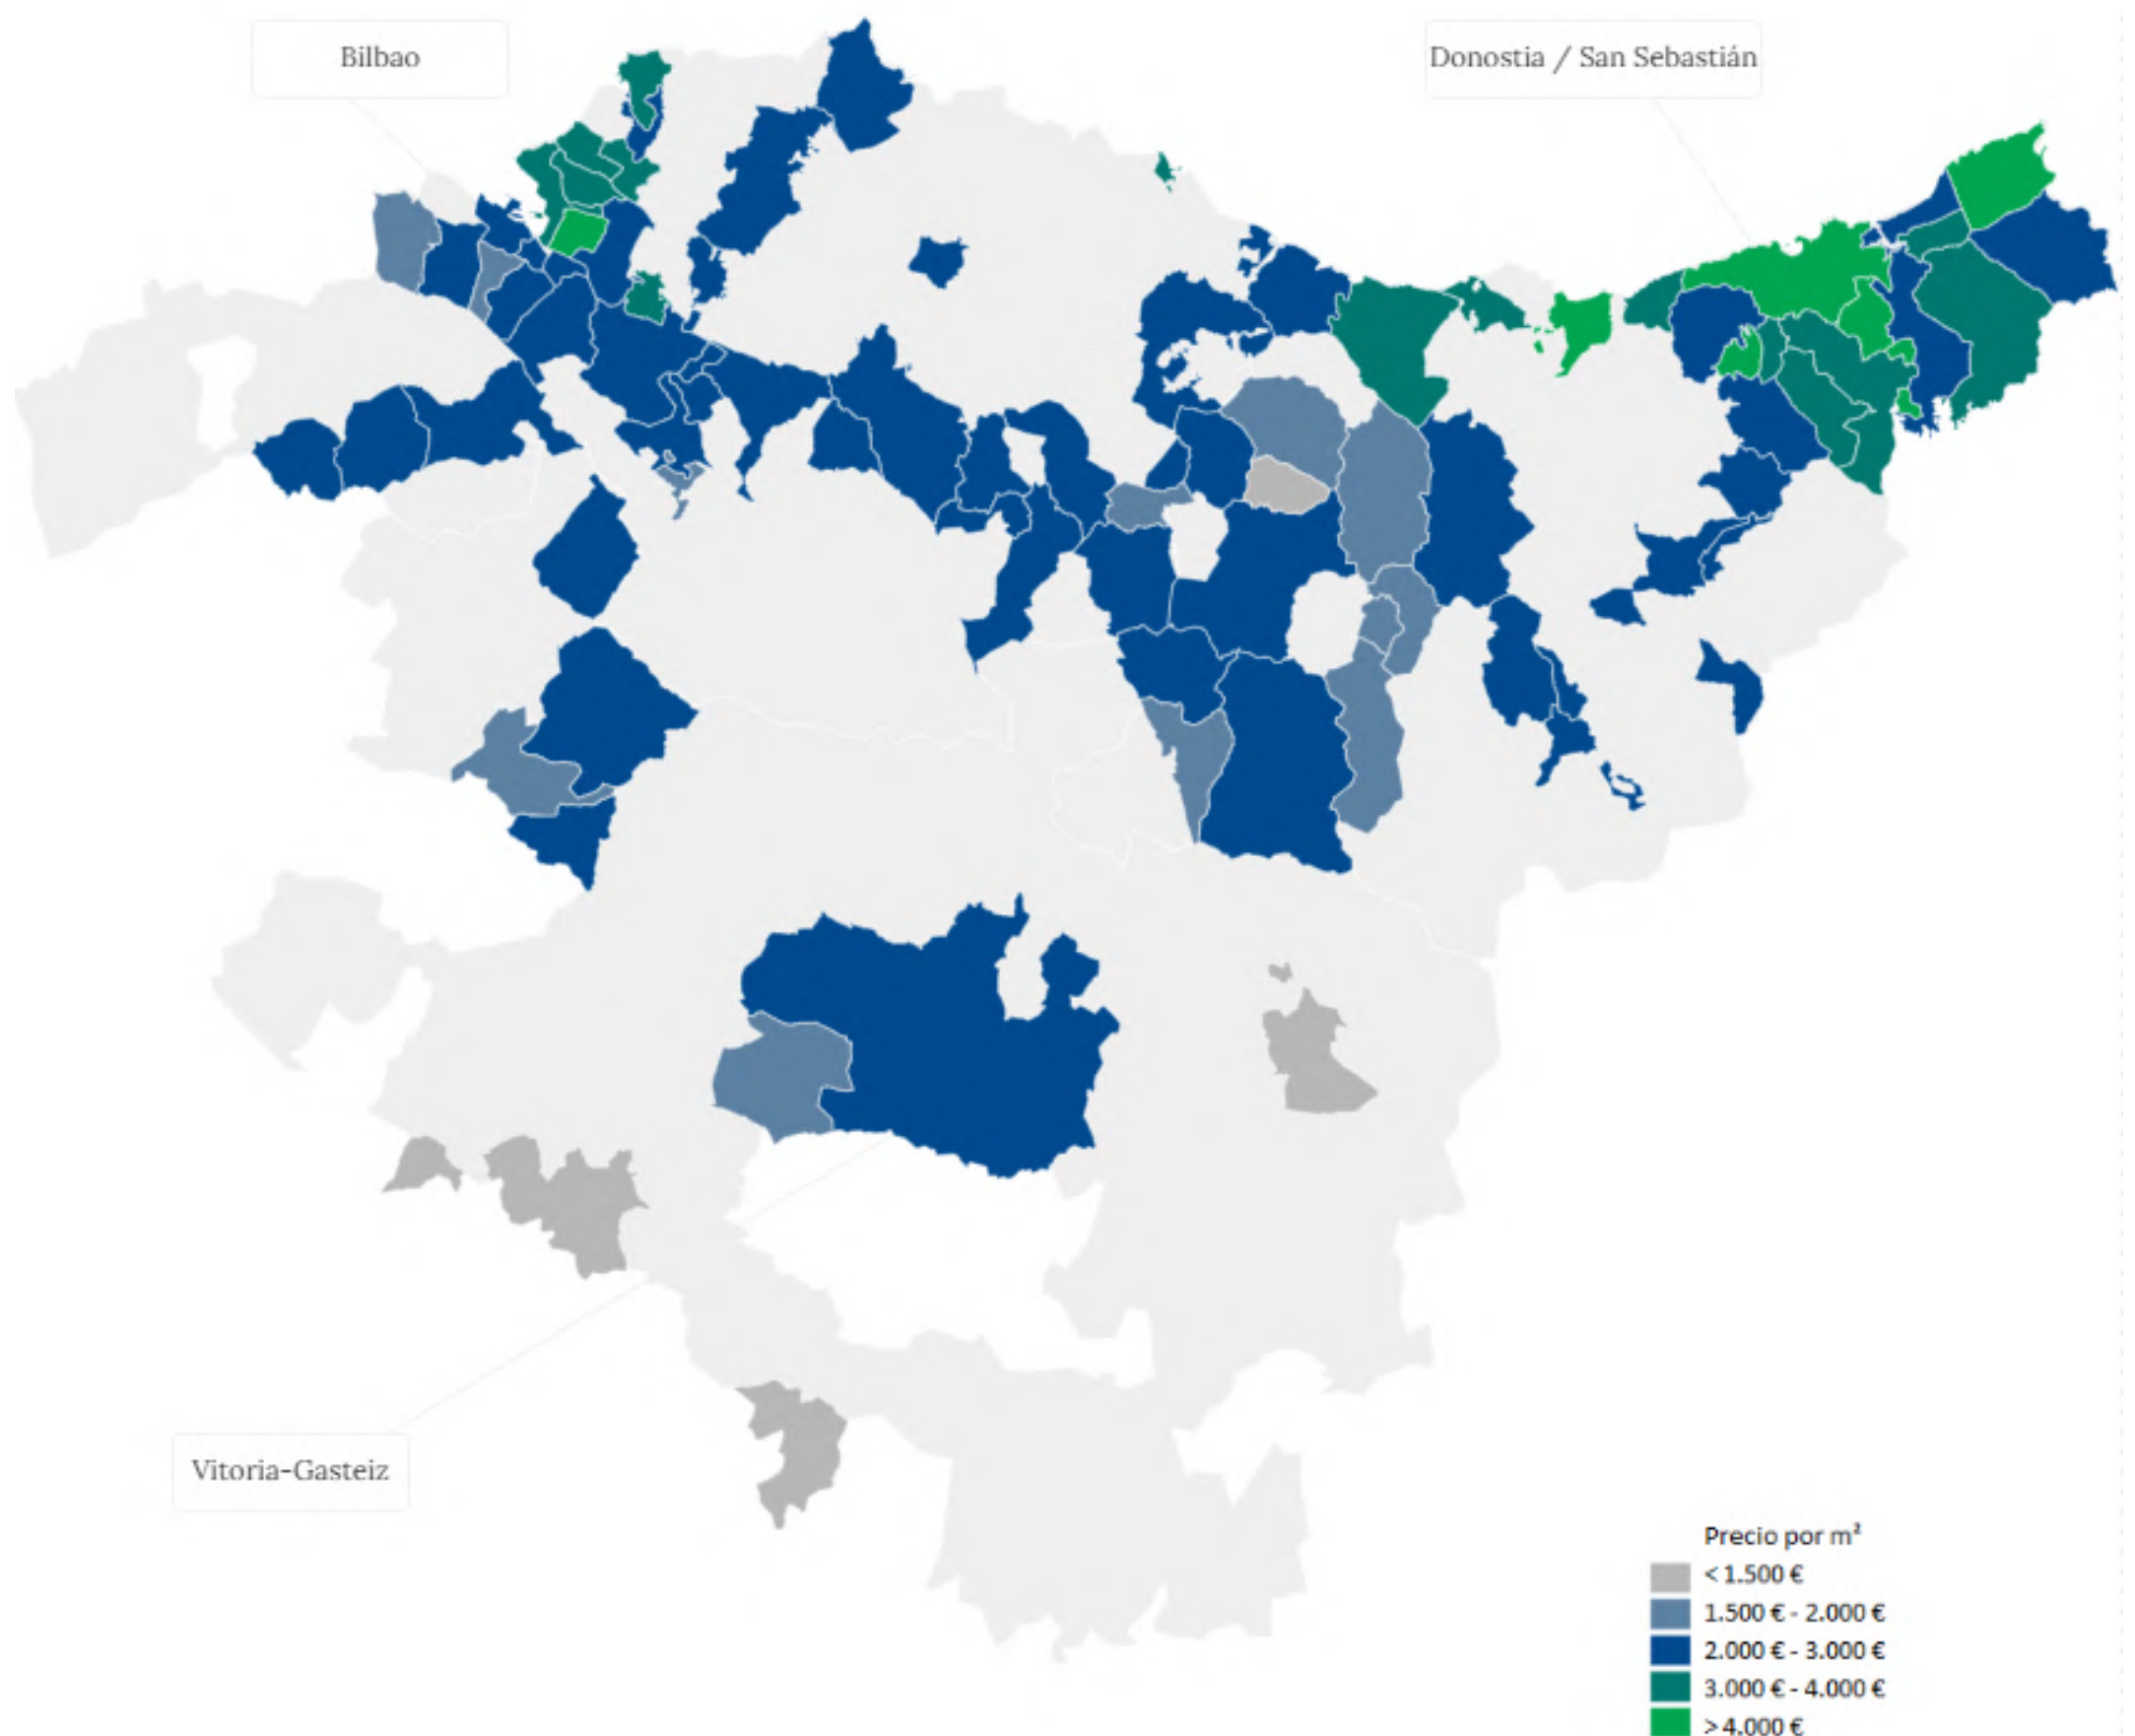 Bilbao
Donostia / San Sebastián
Vitoria-Gasteiz
Precio por m²
< 1.500 €
1.500 € - 2.000 €
2.000 € - 3.000 €
3.000 € - 4.000 €
> 4.000 €